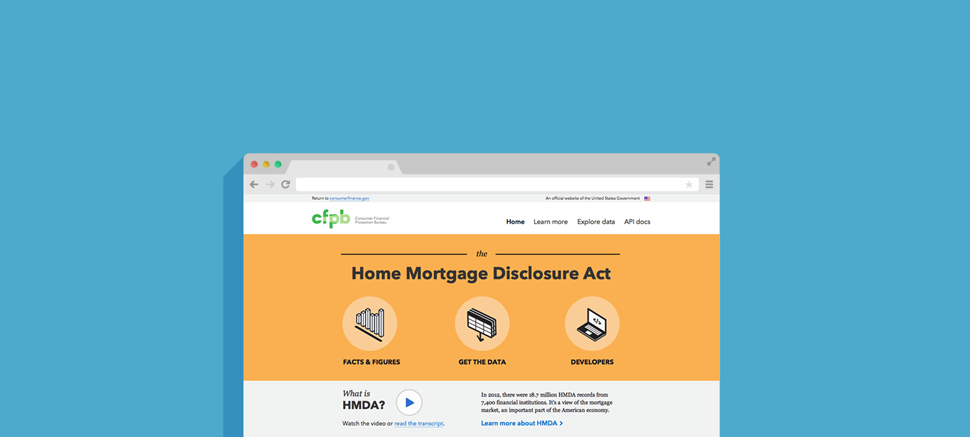 Return to consumerfinance.gov
An official website of the United States Government
cfpb Consumer Financial
Protection Bureau
Home Learn more Explore data API docs
the
Home Mortgage Disclosure Act
FACTS & FIGURES GET THE DATA DEVELOPERS
What is
HMDA?
Watch the video or read the transcript.
In 2012, there were 18.7 million HMDA records from
7,400 financial institutions. It's a view of the mortgage
market, an important part of the American economy.
Learn more about HMDA